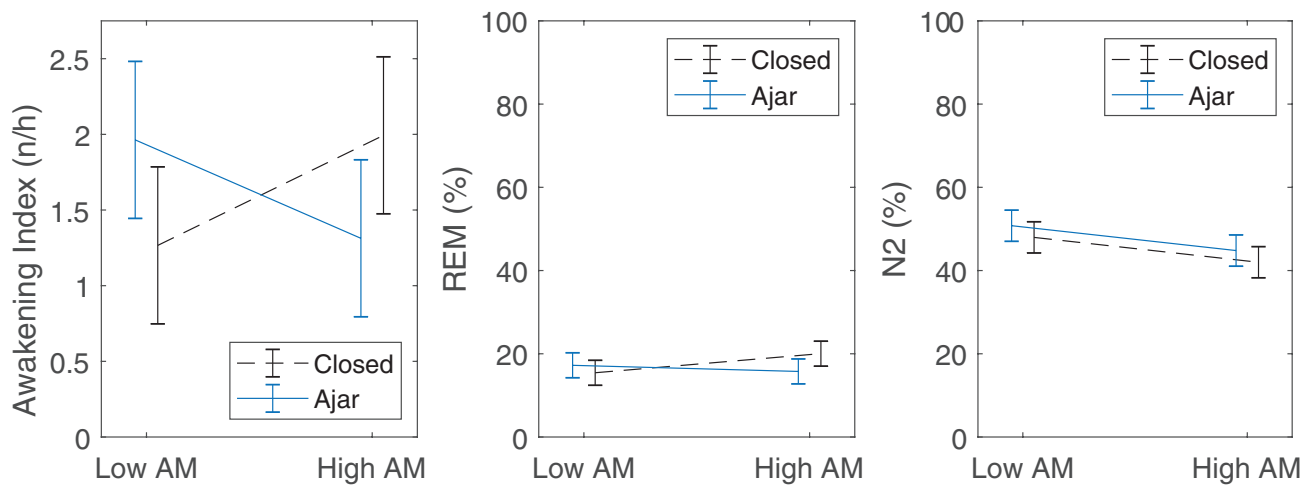 Awakening Index (n/h)
2.5
2
1.5
1
0.5
0
Closed
Ajar
Low AM
High AM
REM (%)
100
80
60
40
20
0
Closed
Ajar
Low AM
High AM
N2 (%)
100
80
60
40
20
0
Closed
Ajar
Low AM
High AM